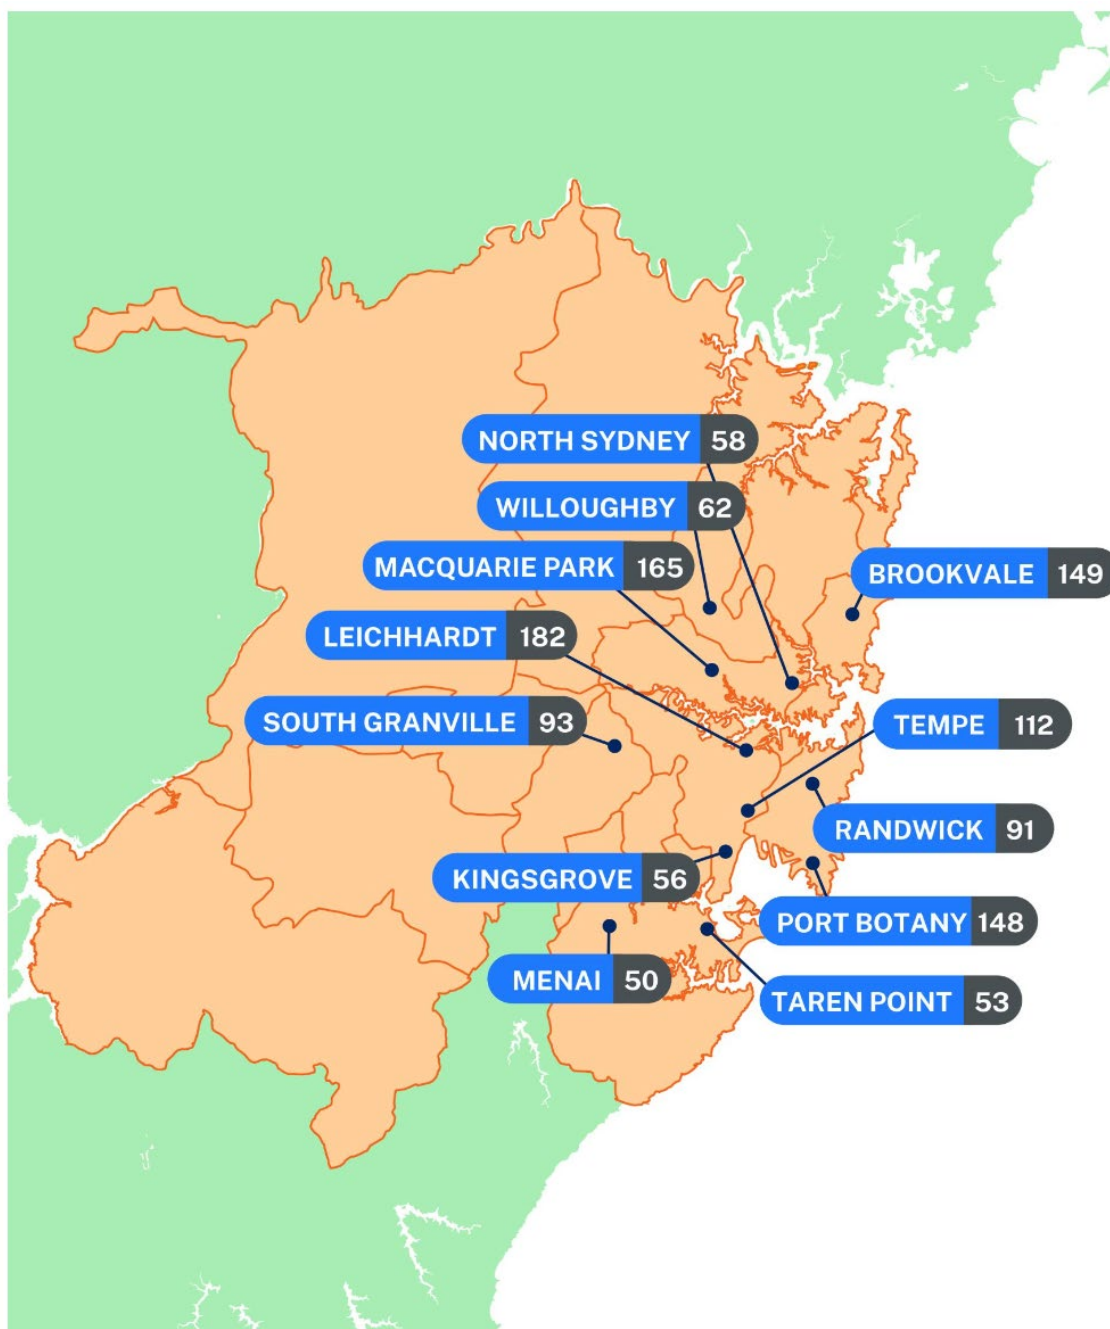 NORTH SYDNEY 58
WILLOUGHBY 62
MACQUARIE PARK 165
BROOKVALE 149
LEICHHARDT 182
SOUTH GRANVILLE 93
TEMPE 112
RANDWICK 91
KINGSGROVE 56
PORT BOTANY 148
MENAI 50
TAREN POINT 53